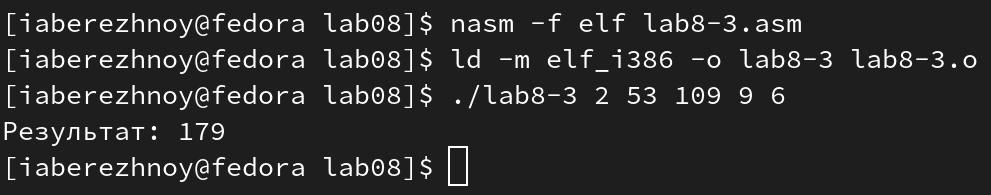 [iaberezhnoy@fedora lab08]$ nasm -f elf lab8-3.asm
[iaberezhnoy@fedora lab08]$ ld -m elf_i386 -o lab8-3 lab8-3.o
[iaberezhnoy@fedora lab08]$ ./lab8-3 2 53 109 9 6
Результат: 179
[iaberezhnoy@fedora lab08]$